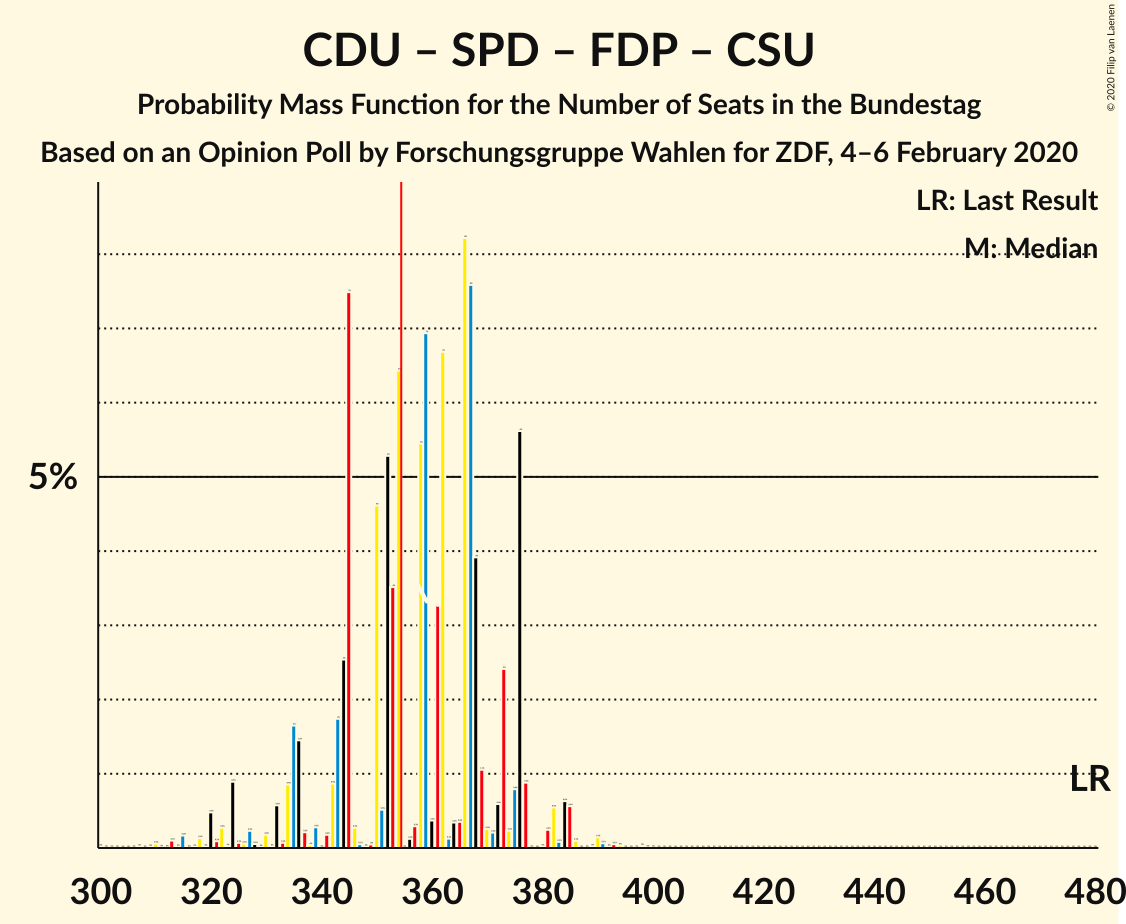 CDU – SPD – FDP – CSU
Probability Mass Function for the Number of Seats in the Bundestag
Based on an Opinion Poll by Forschungsgruppe Wahlen for ZDF, 4–6 February 2020
© 2020 Filip van Laenen
LR: Last Result
M: Median
5%
LR
300 320 340 360 380 400 420 440 460 480